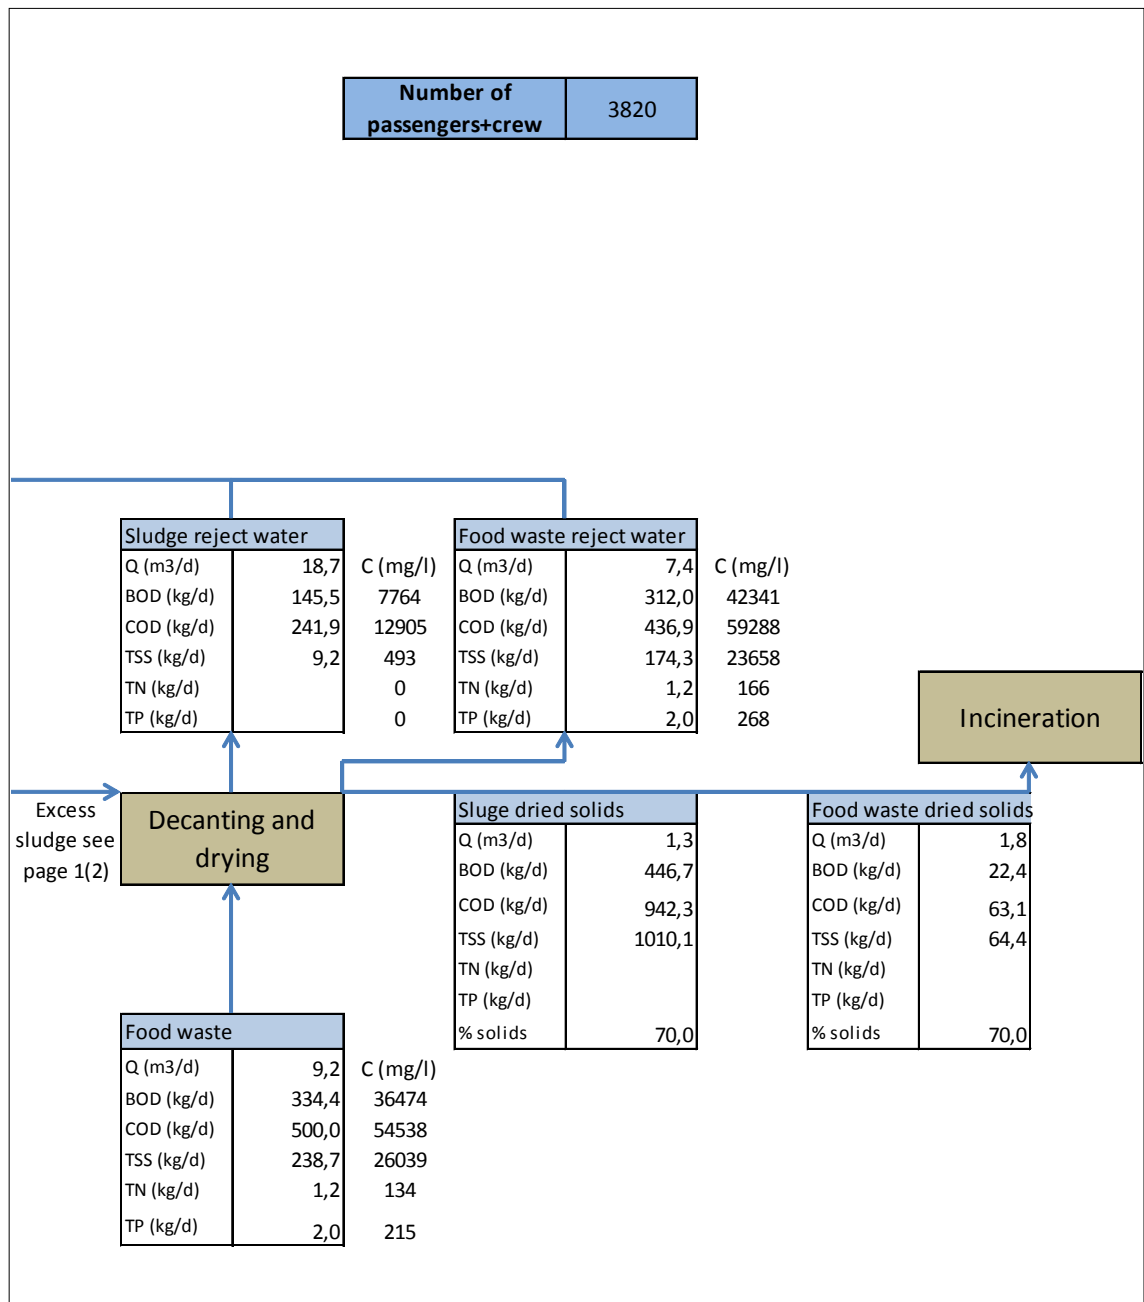 Number of
passengers+crew
3820
Sludge reject water
Q (m3/d) 18,7 C (mg/l)
BOD (kg/d) 145,5 7764
COD (kg/d) 241,9 12905
TSS (kg/d) 9,2 493
TN (kg/d) 0
TP (kg/d) 0
Food waste reject water
Q (m3/d) 7,4 C (mg/l)
BOD (kg/d) 312,0 42341
COD (kg/d) 436,9 59288
TSS (kg/d) 174,3 23658
TN (kg/d) 1,2 166
TP (kg/d) 2,0 268
Incineration
Excess
sludge see
page 1(2)
Decanting and
drying
Sluge dried solids
Q (m3/d) 1,3
BOD (kg/d) 446,7
COD (kg/d) 942,3
TSS (kg/d) 1010,1
TN (kg/d)
TP (kg/d)
% solids 70,0
Food waste dried solids
Q (m3/d) 1,8
BOD (kg/d) 22,4
COD (kg/d) 63,1
TSS (kg/d) 64,4
TN (kg/d)
TP (kg/d)
% solids 70,0
Food waste
Q (m3/d) 9,2 C (mg/l)
BOD (kg/d) 334,4 36474
COD (kg/d) 500,0 54538
TSS (kg/d) 238,7 26039
TN (kg/d) 1,2 134
TP (kg/d) 2,0 215